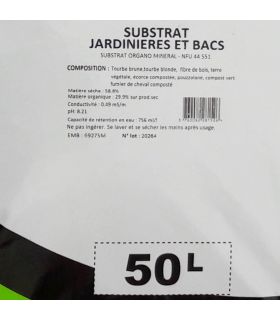 SUBSTRAT
JARDINIERES ET BACS
SUBSTRAT ORGANO MINERAL - NFU 44 551
COMPOSITION : Tourbe brune,tourbe blonde, fibre de bois, terre
végétale, écorce compostée, pouzzolane, compost vert
fumier de cheval composté
Matière sèche : 58.6%
Matière organique : 29.9% sur prod.sec
Conductivité : 0.49 mS/m
pH: 8.21
Capacité de rétention en eau : 756 ml/l
Ne pas ingérer. Se laver et se sécher les mains après usage.
EMB : 69275M N° lot : 20264
50L